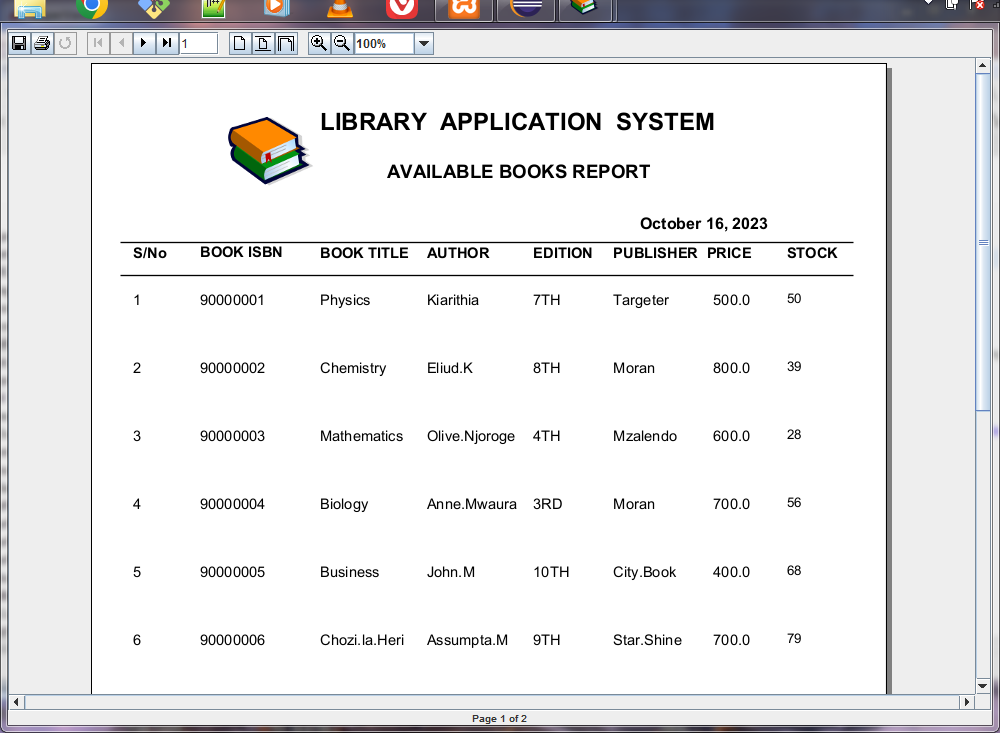 1
100%
LIBRARY APPLICATION SYSTEM
AVAILABLE BOOKS REPORT
October 16, 2023
S/No BOOK ISBN BOOK TITLE AUTHOR EDITION PUBLISHER PRICE STOCK
1 90000001 Physics Kiarithia 7TH Targeter 500.0 50
2 90000002 Chemistry Eliud.K 8TH Moran 800.0 39
3 90000003 Mathematics Olive.Njoroge 4TH Mzalendo 600.0 28
4 90000004 Biology Anne.Mwaura 3RD Moran 700.0 56
5 90000005 Business John.M 10TH City.Book 400.0 68
6 90000006 Chozi.la.Heri Assumpta.M 9TH Star.Shine 700.0 79
Page 1 of 2